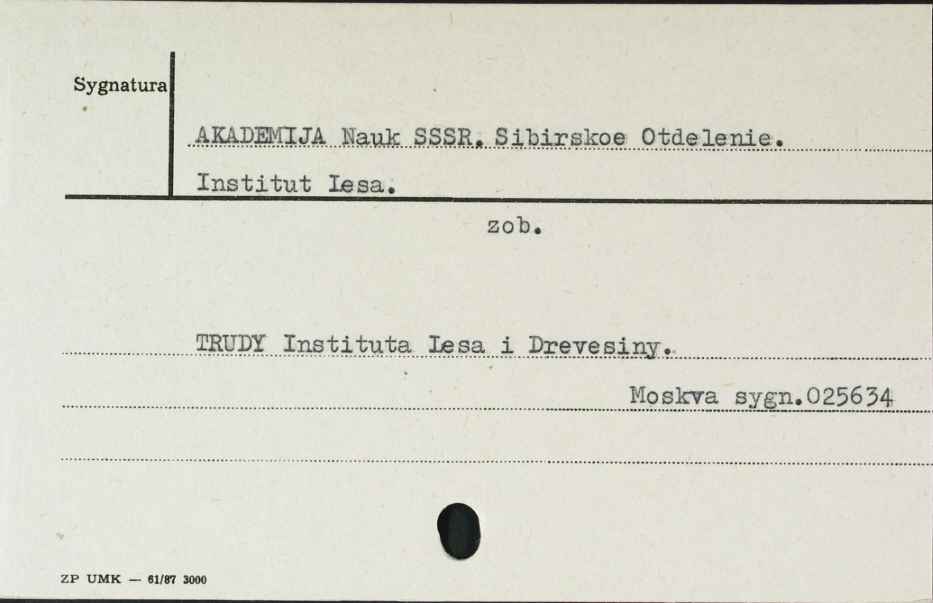 Sygnatura
AKADEMIJA Nauk SSSR. Sibirskoe Otdelenie.
Institut Lesa.
zob.
TRUDY Instituta Lesa i Drevesiny.
Moskva sygn.025634
ZP UMK — 61/87 3000